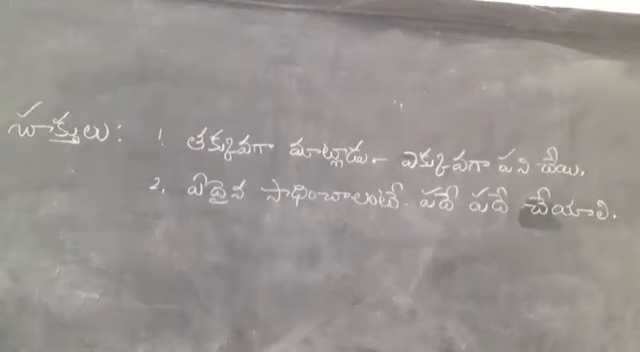 సూక్తులు: 1. తక్కువగా మాట్లాడు - ఎక్కువగా పని చేయి.
2. ఏదైన సాధించాలంటే. పదే పదే చేయాలి.